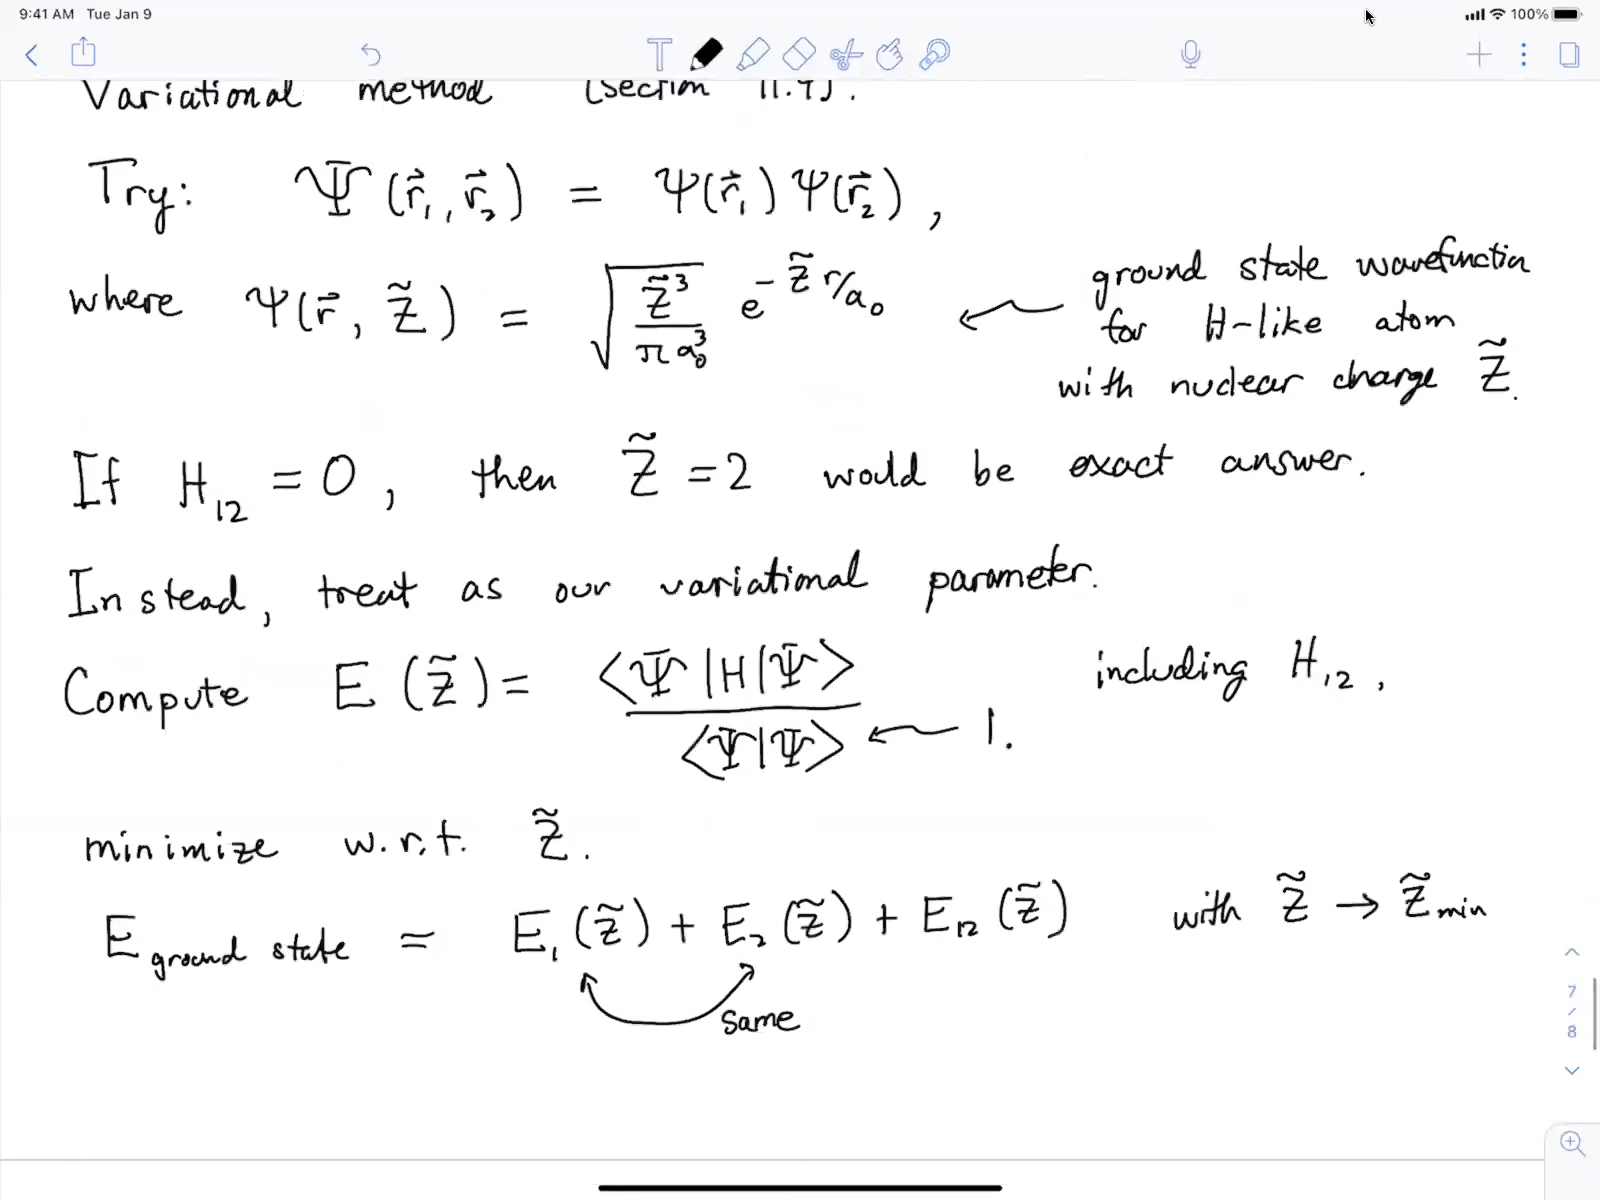 9:41 AM Tue Jan 9
100%
Variational method (Section 11.4).
Try: Ψ(r⃗₁, r⃗₂) = ψ(r⃗₁) ψ(r⃗₂),
where ψ(r⃗, Z̃) = √(Z̃³/πa₀³) e^(-Z̃r/a₀)
ground state wavefunction
for H-like atom
with nuclear charge Z̃.
If H₁₂ = 0, then Z̃ = 2 would be exact answer.
Instead, treat as our variational parameter.
Compute E(Z̃) = <Ψ|H|Ψ> / <Ψ|Ψ> ← 1. including H₁₂,
minimize w.r.t. Z̃.
E ground state = E₁(Z̃) + E₂(Z̃) + E₁₂(Z̃) with Z̃ → Z̃min
same
7
/
8